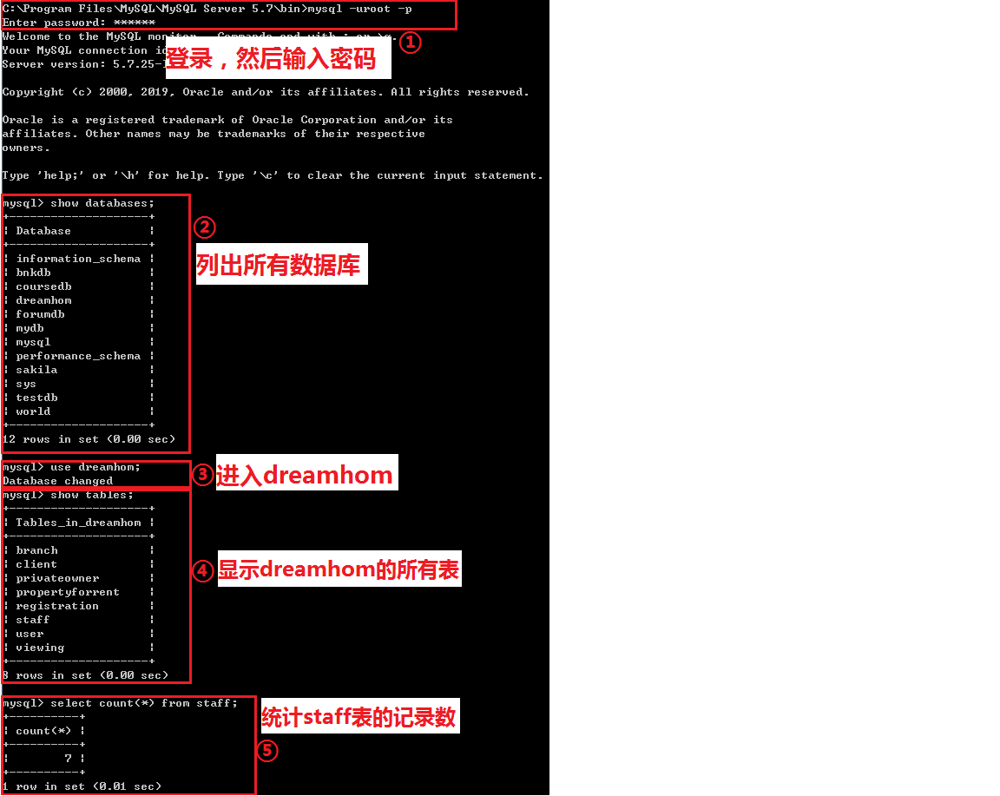 C:\Program Files\MySQL\MySQL Server 5.7\bin>mysql -uroot -p
Enter password: ******
①
Welcome to the MySQL monitor. Commands end with ; or \g.
Your MySQL connection id
登录，然后输入密码
Server version: 5.7.25-
Copyright (c) 2000, 2019, Oracle and/or its affiliates. All rights reserved.
Oracle is a registered trademark of Oracle Corporation and/or its
affiliates. Other names may be trademarks of their respective
owners.
Type 'help;' or '\h' for help. Type '\c' to clear the current input statement.
mysql> show databases;
+--------------------+
| Database           |
+--------------------+
| information_schema |
| bnkdb              |
| coursedb           |
| dreamhom           |
| forumdb            |
| mydb               |
| mysql              |
| performance_schema |
| sakila             |
| sys                |
| testdb             |
| world              |
+--------------------+
12 rows in set (0.00 sec)
②
列出所有数据库
mysql> use dreamhom;
Database changed
③进入dreamhom
mysql> show tables;
+--------------------+
| Tables_in_dreamhom |
+--------------------+
| branch             |
| client             |
| privateowner       |
| propertyforrent    |
| registration       |
| staff              |
| user               |
| viewing            |
+--------------------+
8 rows in set (0.00 sec)
④显示dreamhom的所有表
mysql> select count(*) from staff;
+----------+
| count(*) |
+----------+
|        7 |
+----------+
1 row in set (0.01 sec)
统计staff表的记录数
⑤